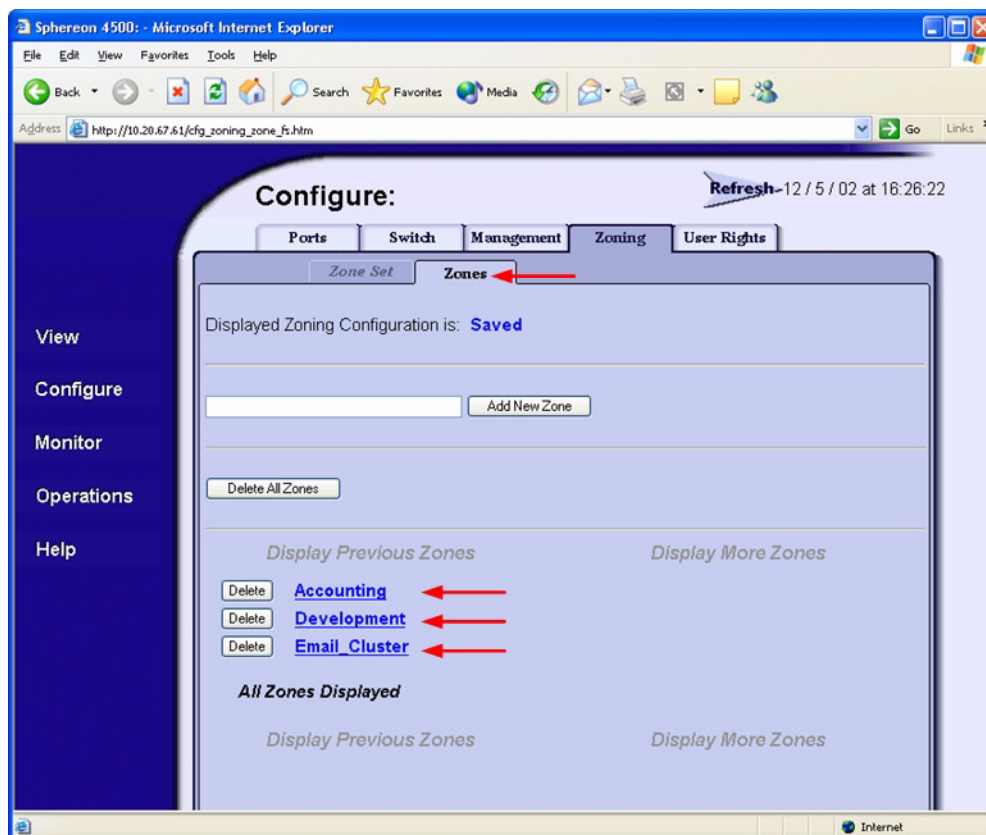 Sphereon 4500: - Microsoft Internet Explorer
File Edit View Favorites Tools Help
Back Search Favorites Media
Address http://10.20.67.61/cfg_zoning_zone_fs.htm Go Links
Configure: Refresh-12 / 5 / 02 at 16:26:22
Ports Switch Management Zoning User Rights
Zone Set Zones
Displayed Zoning Configuration is: Saved
View
Configure
Add New Zone
Monitor
Delete All Zones
Operations
Help
Display Previous Zones Display More Zones
Delete Accounting
Delete Development
Delete Email_Cluster
All Zones Displayed
Display Previous Zones Display More Zones
Internet